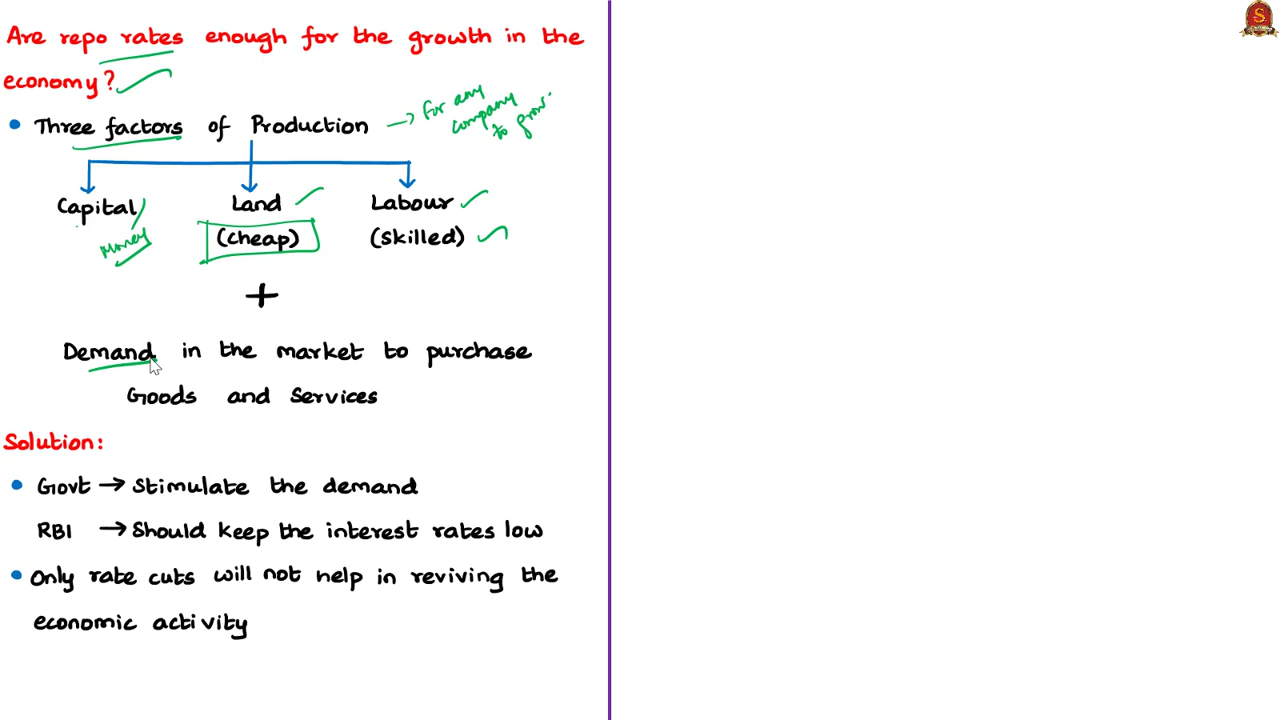 Are repo rates enough for the growth in the
economy?
• Three factors of Production → for any
company
to grow.
Capital Land Labour
Money (cheap) (skilled)
+
Demand in the market to purchase
Goods and Services
Solution:
• Govt → Stimulate the demand
RBI → Should keep the interest rates low
• Only rate cuts will not help in reviving the
economic activity
S